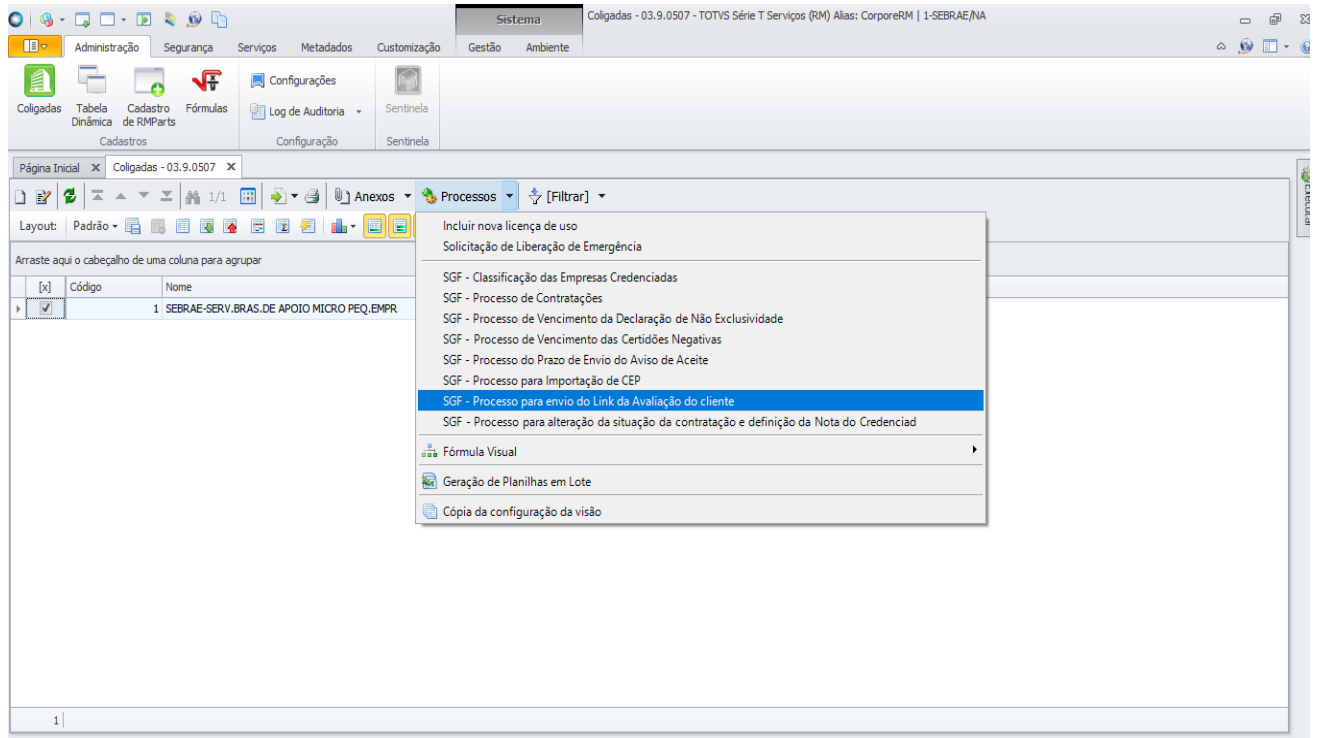 Sistema
Coligadas - 03.9.0507 - TOTVS Série T Serviços (RM) Alias: CorporeRM | 1-SEBRAE/NA
Administração Segurança Serviços Metadados Customização Gestão Ambiente
Coligadas
Tabela Dinâmica
Cadastro de RMParts
Fórmulas
Cadastros
Configurações
Log de Auditoria
Configuração
Sentinela
Sentinela
Página Inicial Coligadas - 03.9.0507
1/1 Anexos Processos [Filtrar]
Executar
Layout: Padrão
Arraste aqui o cabeçalho de uma coluna para agrupar
[x] Código Nome
1 SEBRAE-SERV.BRAS.DE APOIO MICRO PEQ.EMPR
Incluir nova licença de uso
Solicitação de Liberação de Emergência
SGF - Classificação das Empresas Credenciadas
SGF - Processo de Contratações
SGF - Processo de Vencimento da Declaração de Não Exclusividade
SGF - Processo de Vencimento das Certidões Negativas
SGF - Processo do Prazo de Envio do Aviso de Aceite
SGF - Processo para Importação de CEP
SGF - Processo para envio do Link da Avaliação do cliente
SGF - Processo para alteração da situação da contratação e definição da Nota do Credenciad
Fórmula Visual
Geração de Planilhas em Lote
Cópia da configuração da visão
1